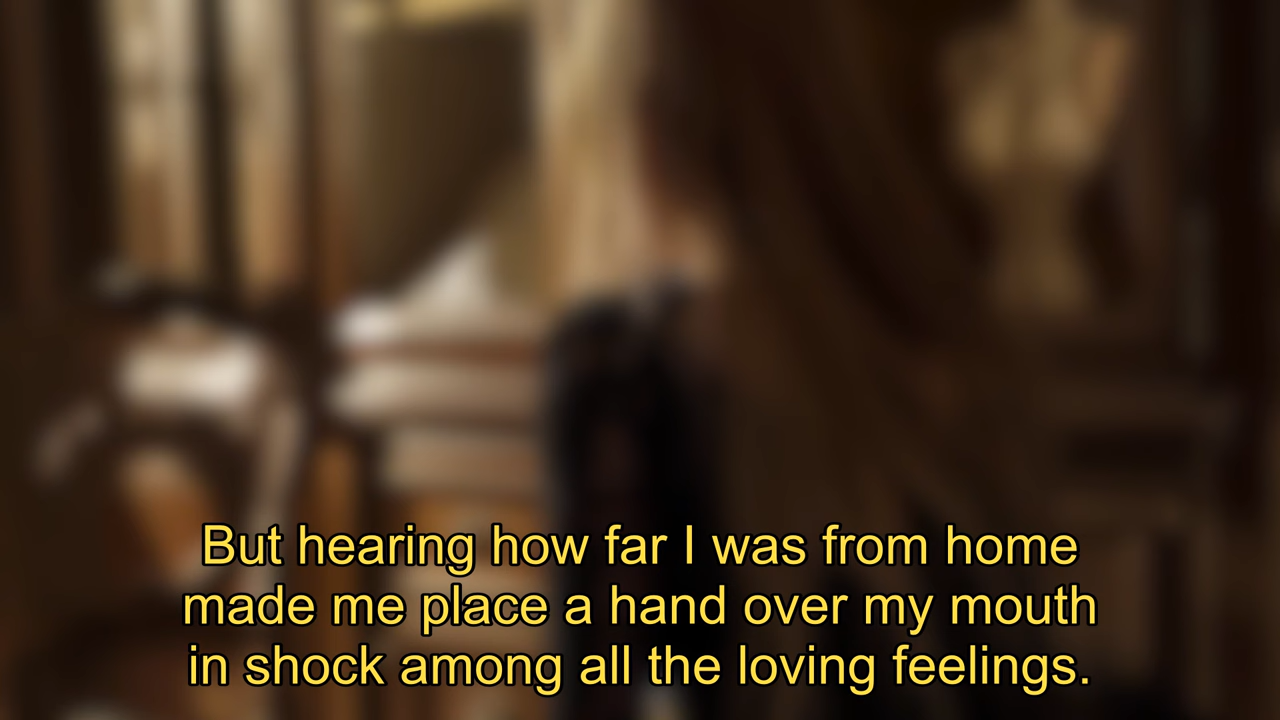 But hearing how far I was from home
made me place a hand over my mouth
in shock among all the loving feelings.